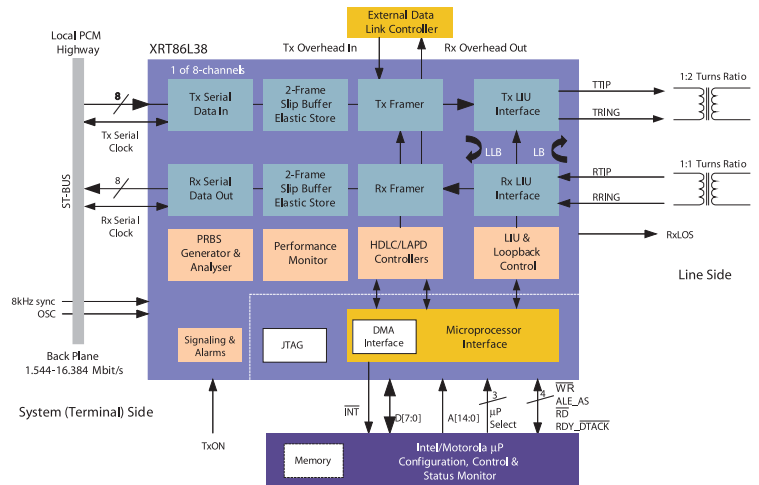 External Data
Link Controller
Local PCM
Highway
XRT86L38
Tx Overhead In
Rx Overhead Out
1 of 8-channels
8
Tx Serial
Data In
2-Frame
Slip Buffer
Elastic Store
Tx Framer
Tx LIU
Interface
TTIP
TRING
1:2 Turns Ratio
Tx Serial
Clock
LLB
LB
ST-BUS
8
Rx Serial
Data Out
2-Frame
Slip Buffer
Elastic Store
Rx Framer
Rx LIU
Interface
RTIP
RRING
1:1 Turns Ratio
Rx Serial
Clock
RxLOS
PRBS
Generator &
Analyser
Performance
Monitor
HDLC/LAPD
Controllers
LIU &
Loopback
Control
Line Side
8kHz sync
OSC
Signaling &
Alarms
JTAG
DMA
Interface
Microprocessor
Interface
Back Plane
1.544-16.384 Mbit/s
System (Terminal) Side
TxON
INT
D[7:0]
A[14:0]
3
µP
Select
4
WR
ALE_AS
RD
RDY_DTACK
Memory
Intel/Motorola µP
Configuration, Control &
Status Monitor